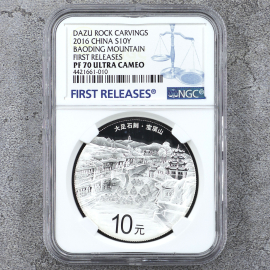 DAZU ROCK CARVINGS
2016 CHINA S10Y
BAODING MOUNTAIN
FIRST RELEASES
PF 70 ULTRA CAMEO
4421661-010
FIRST RELEASES®
NGC
大足石刻·宝顶山
10元